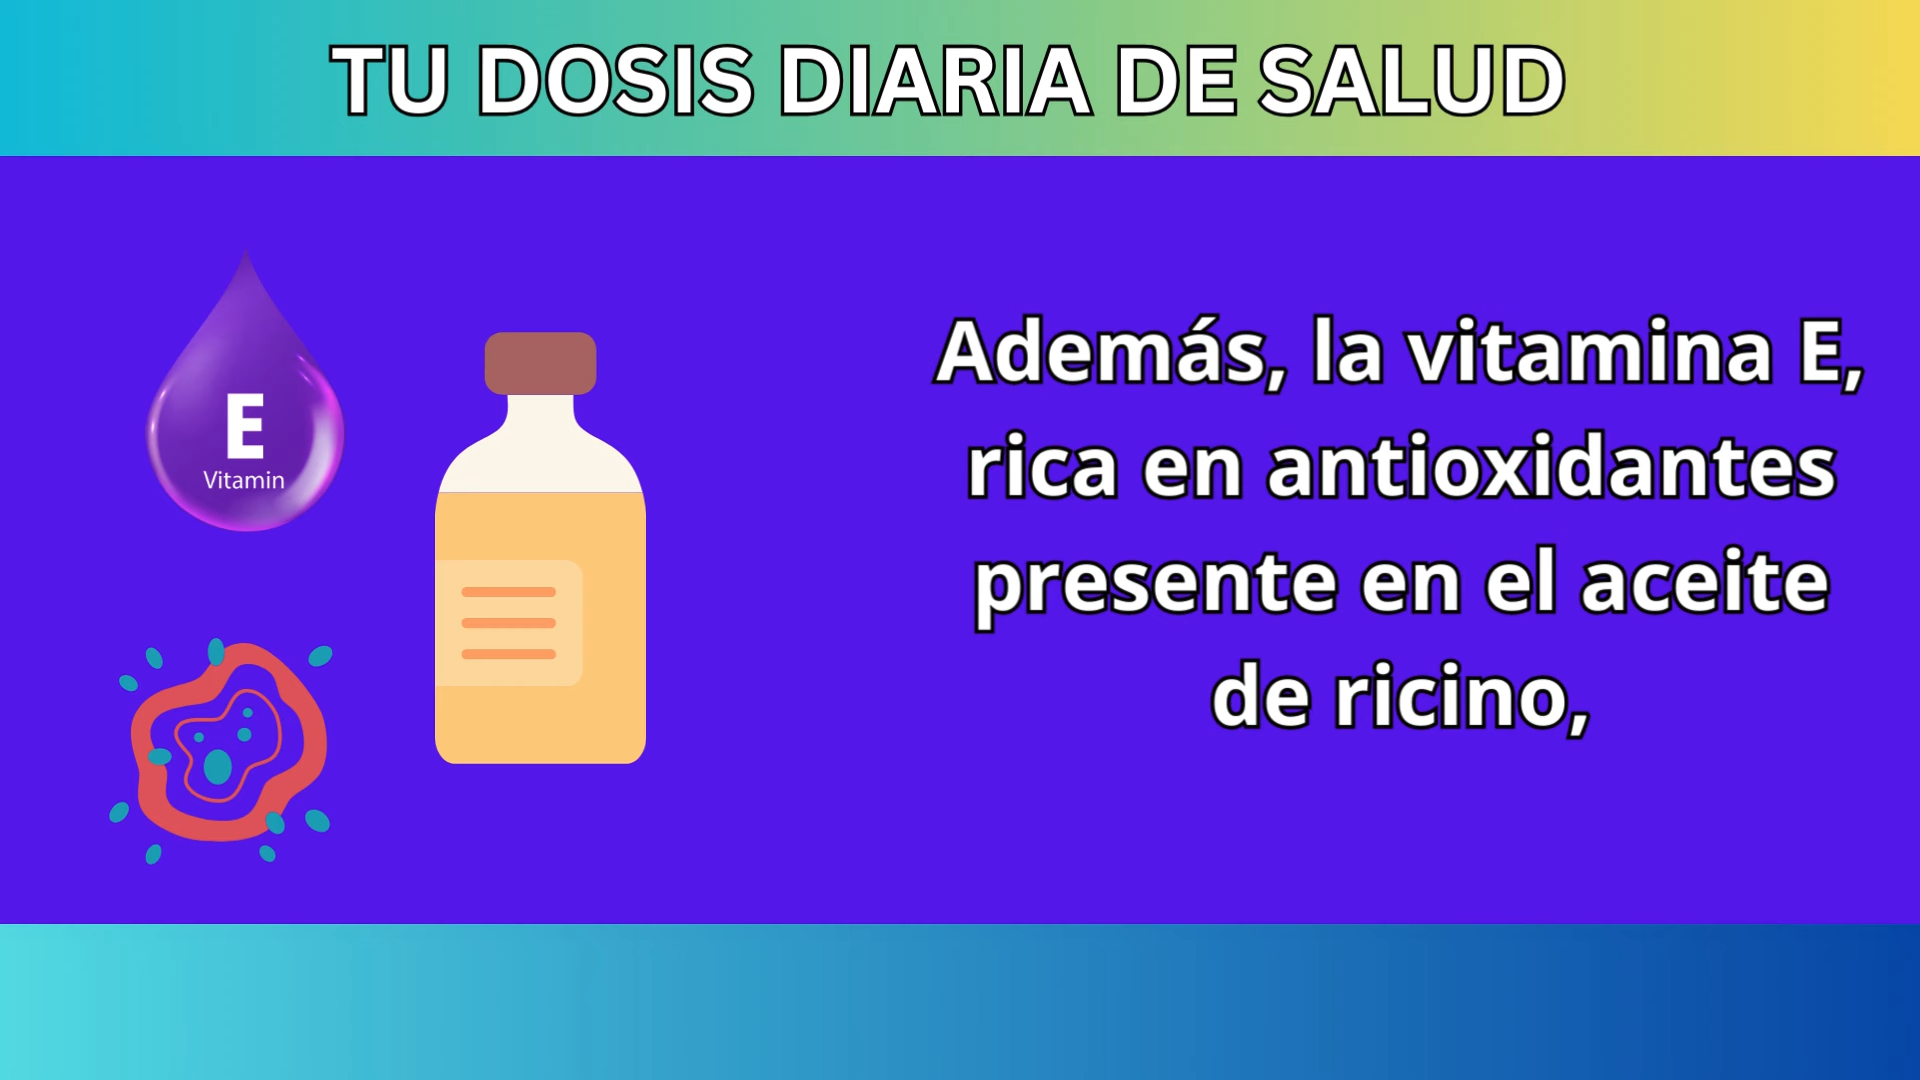 TU DOSIS DIARIA DE SALUD
E
Vitamin
Además, la vitamina E,
rica en antioxidantes
presente en el aceite
de ricino,